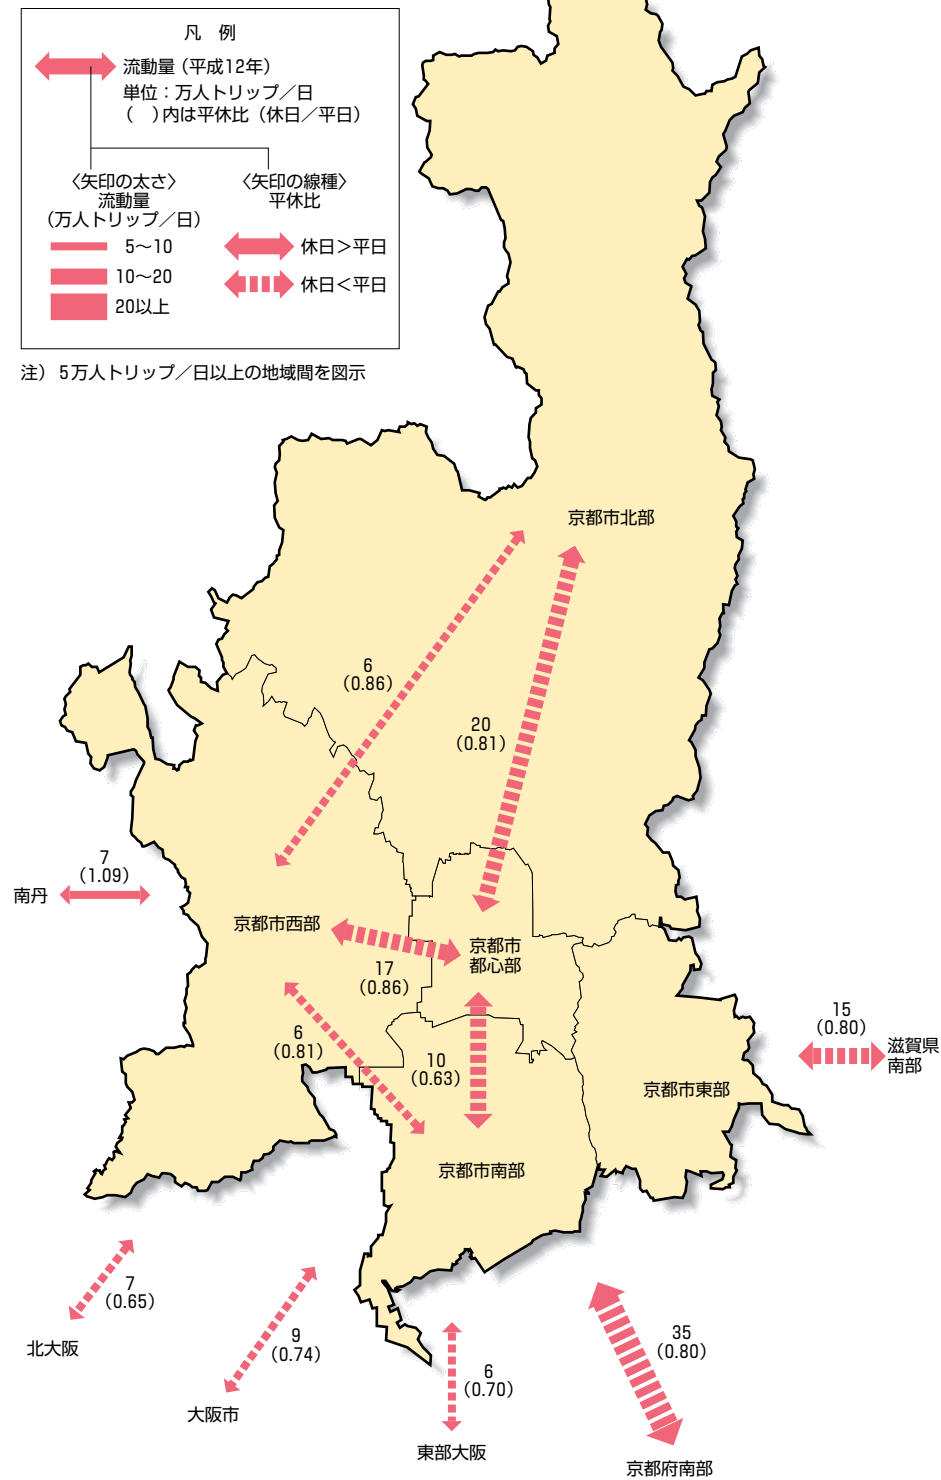 凡 例
流動量（平成12年）
単位：万人トリップ／日
（　）内は平休比（休日／平日）
〈矢印の太さ〉
流動量
（万人トリップ／日）
5～10
10～20
20以上
〈矢印の線種〉
平休比
休日＞平日
休日＜平日
注） 5万人トリップ／日以上の地域間を図示
京都市北部
6
（0.86）
20
（0.81）
7
（1.09）
南丹
京都市西部
京都市
都心部
17
（0.86）
15
（0.80）
滋賀県
南部
6
（0.81）
10
（0.63）
京都市東部
京都市南部
7
（0.65）
北大阪
9
（0.74）
大阪市
6
（0.70）
東部大阪
35
（0.80）
京都府南部